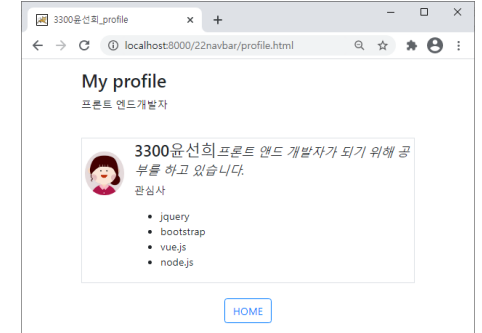 3300윤선희_profile
localhost:8000/22navbar/profile.html
My profile
프론트 엔드개발자
3300윤선희프론트 앤드 개발자가 되기 위해 공
부를 하고 있습니다.
관심사
jquery
bootstrap
vue.js
node.js
HOME